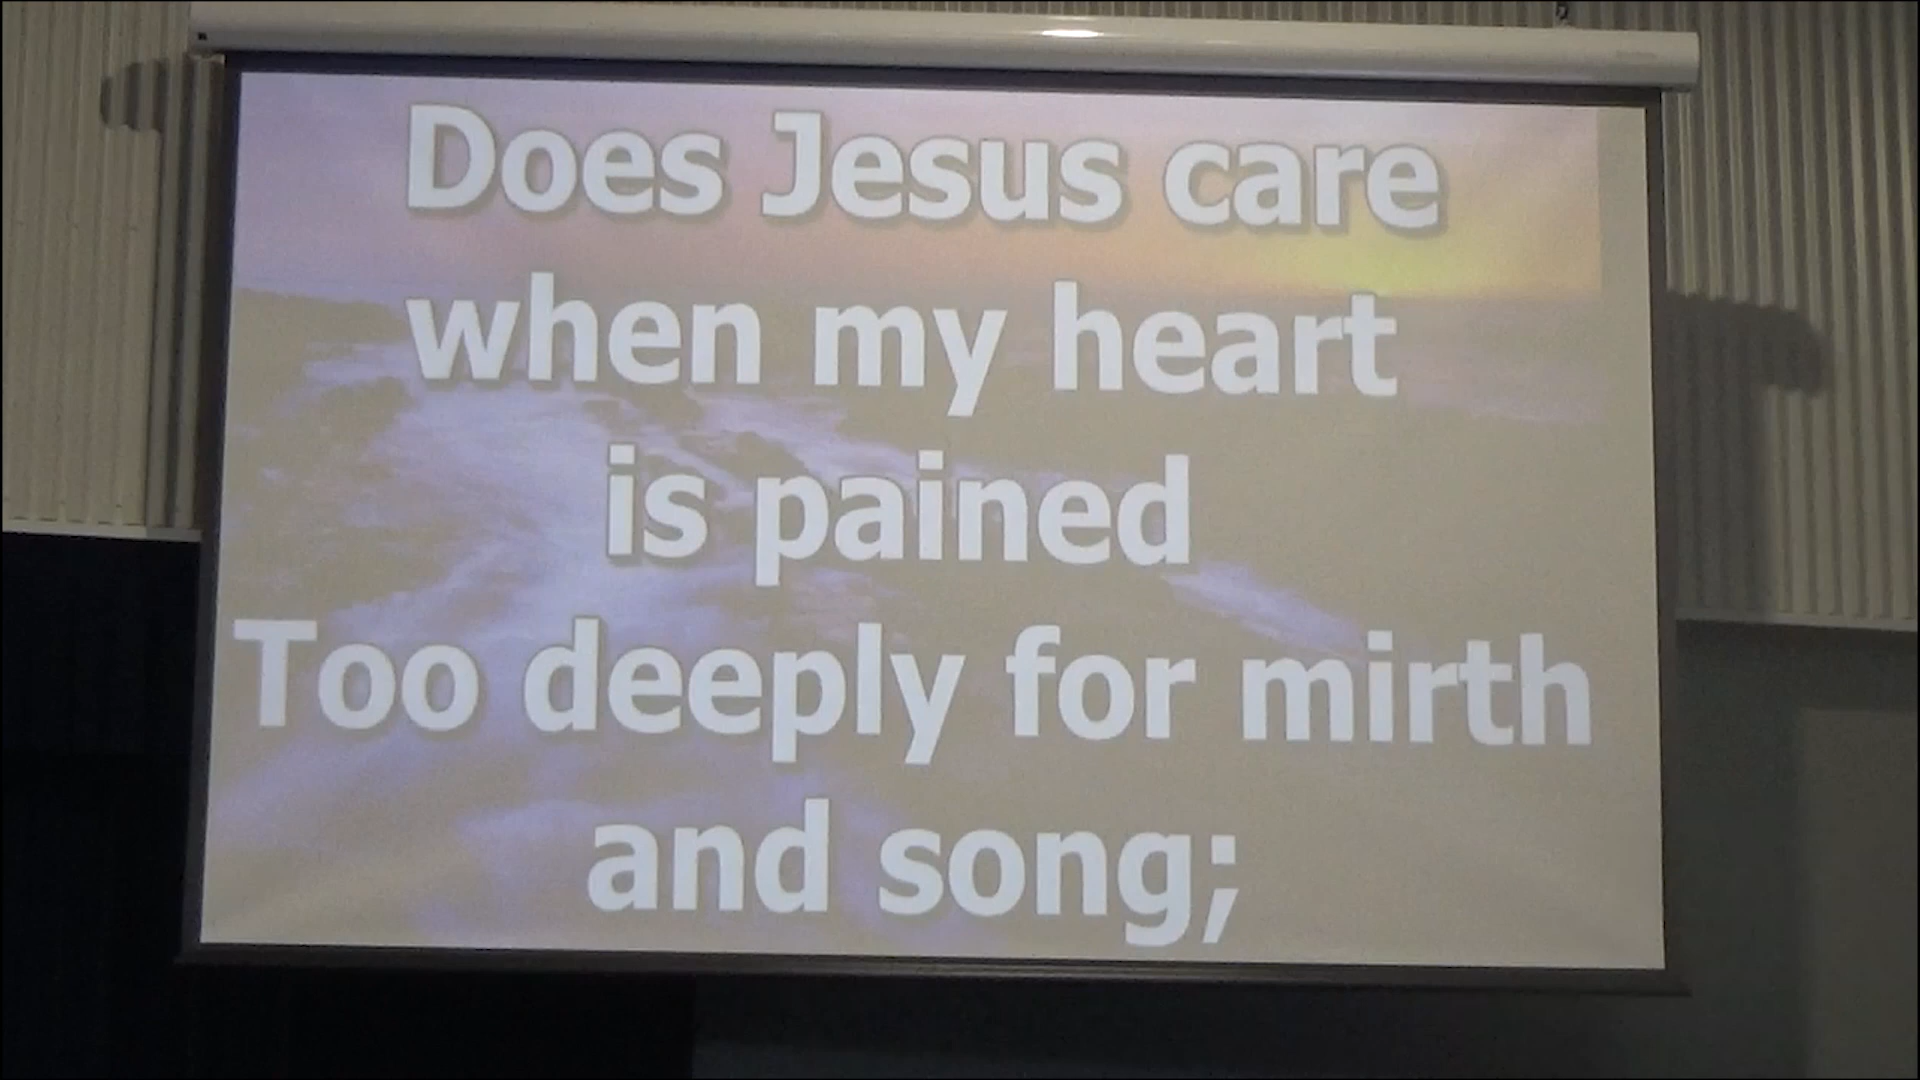 Does Jesus care
when my heart
is pained
Too deeply for mirth
and song;